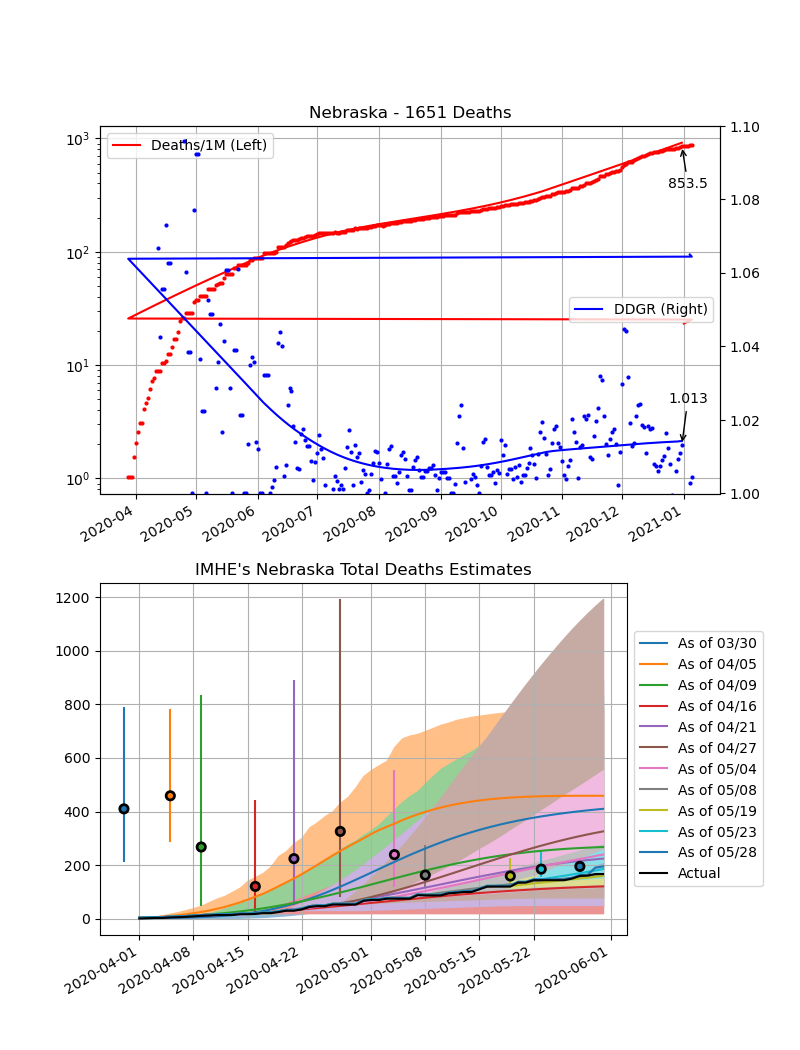 Nebraska - 1651 Deaths
10³
10²
10¹
10⁰
Deaths/1M (Left)
853.5
DDGR (Right)
1.013
1.10
1.08
1.06
1.04
1.02
1.00
2020-04
2020-05
2020-06
2020-07
2020-08
2020-09
2020-10
2020-11
2020-12
2021-01
IMHE's Nebraska Total Deaths Estimates
1200
1000
800
600
400
200
0
2020-04-01
2020-04-08
2020-04-15
2020-04-22
2020-05-01
2020-05-08
2020-05-15
2020-05-22
2020-06-01
As of 03/30
As of 04/05
As of 04/09
As of 04/16
As of 04/21
As of 04/27
As of 05/04
As of 05/08
As of 05/19
As of 05/23
As of 05/28
Actual